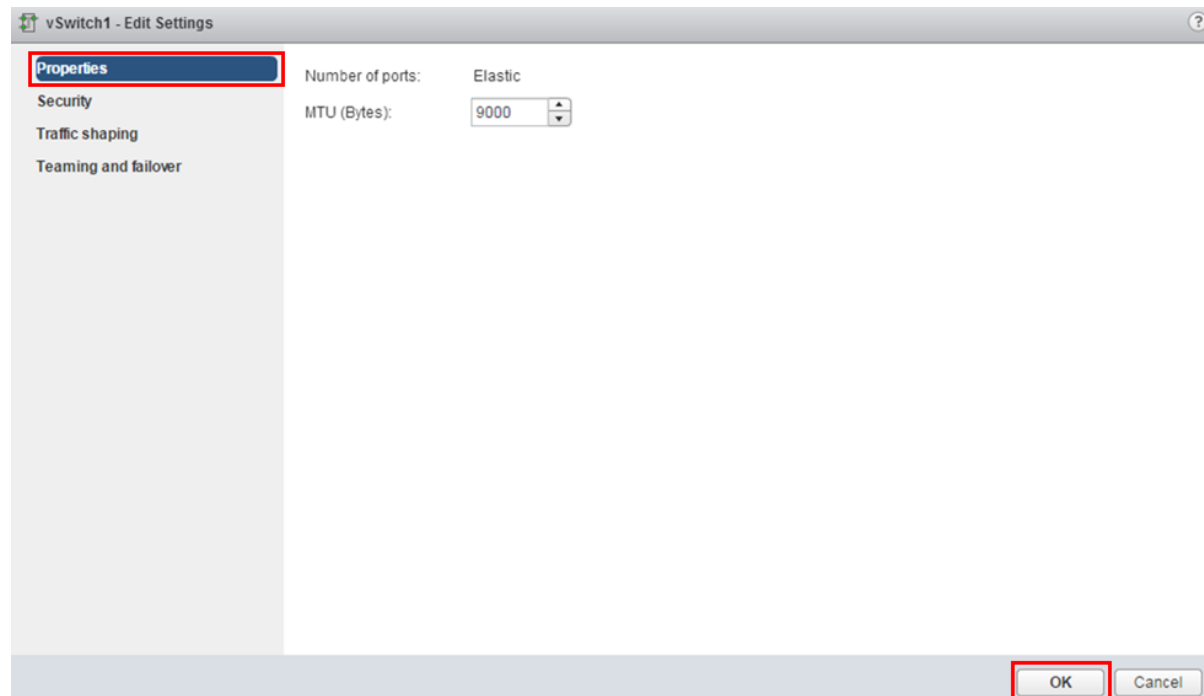 vSwitch1 - Edit Settings
?
Properties
Security
Traffic shaping
Teaming and failover
Number of ports: Elastic
MTU (Bytes): 9000
OK Cancel